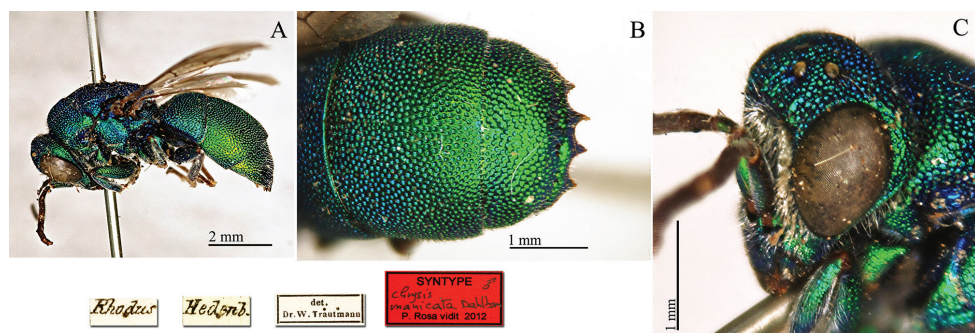 A
B
C
2 mm
1 mm
1 mm
Rhodus
Hedenb.
det.
Dr. W. Trautmann
SYNTYPE ♂
Chrysis
manicata Dahlbom
P. Rosa vidit 2012